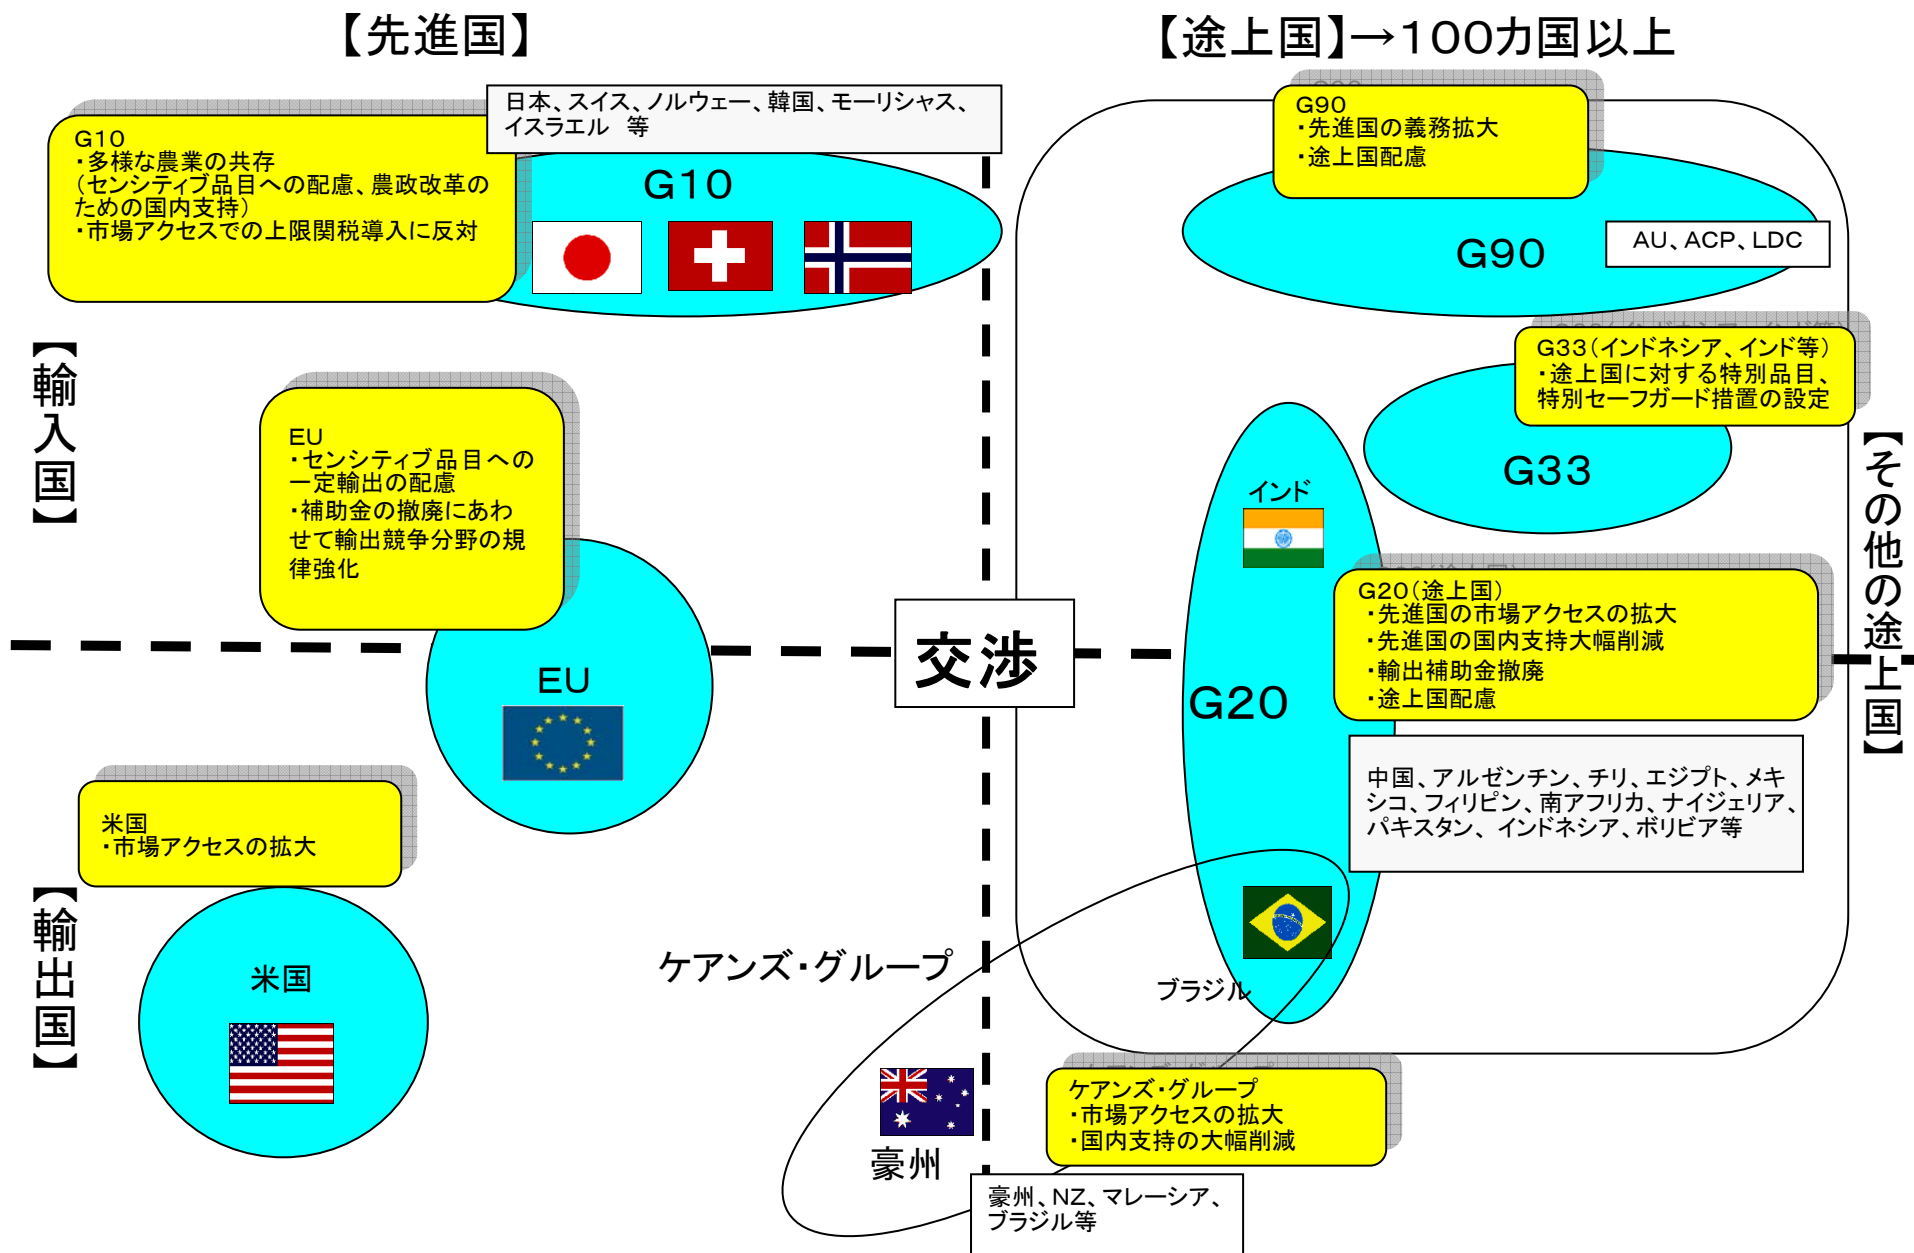 【先進国】
【途上国】→100カ国以上
G10
・多様な農業の共存
（センシティブ品目への配慮、農政改革の
ための国内支持）
・市場アクセスでの上限関税導入に反対
日本、スイス、ノルウェー、韓国、モーリシャス、
イスラエル 等
G10
G90
・先進国の義務拡大
・途上国配慮
G90
AU、ACP、LDC
【輸入国】
EU
・センシティブ品目への
一定輸出の配慮
・補助金の撤廃にあわ
せて輸出競争分野の規
律強化
EU
G33（インドネシア、インド等）
・途上国に対する特別品目、
特別セーフガード措置の設定
G33
【その他の途上国】
インド
交渉
G20
G20（途上国）
・先進国の市場アクセスの拡大
・先進国の国内支持大幅削減
・輸出補助金撤廃
・途上国配慮
中国、アルゼンチン、チリ、エジプト、メキ
シコ、フィリピン、南アフリカ、ナイジェリア、
パキスタン、インドネシア、ボリビア等
米国
・市場アクセスの拡大
【輸出国】
米国
ケアンズ・グループ
ブラジル
豪州
ケアンズ・グループ
・市場アクセスの拡大
・国内支持の大幅削減
豪州、NZ、マレーシア、
ブラジル等